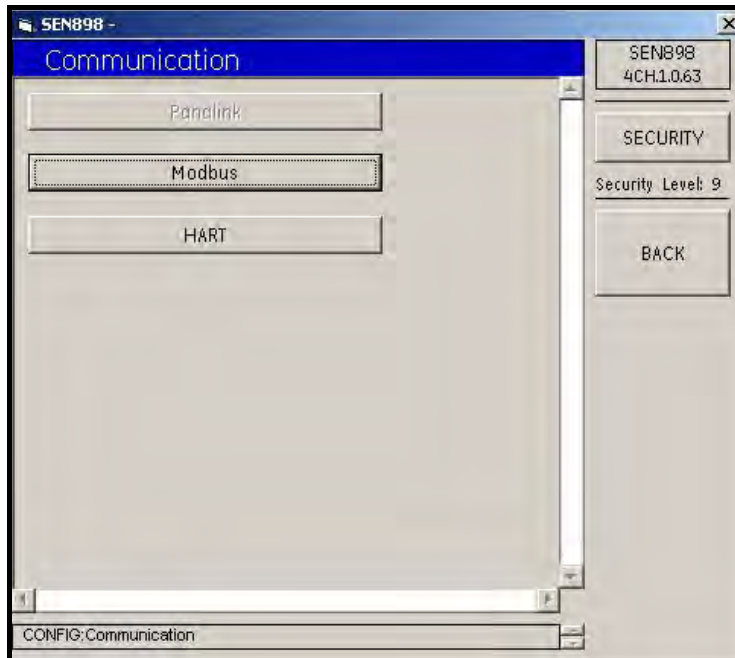 SEN898 -
Communication
Panalink
Modbus
HART
SEN898
4CH.1.0.63
SECURITY
Security Level: 9
BACK
CONFIG:Communication